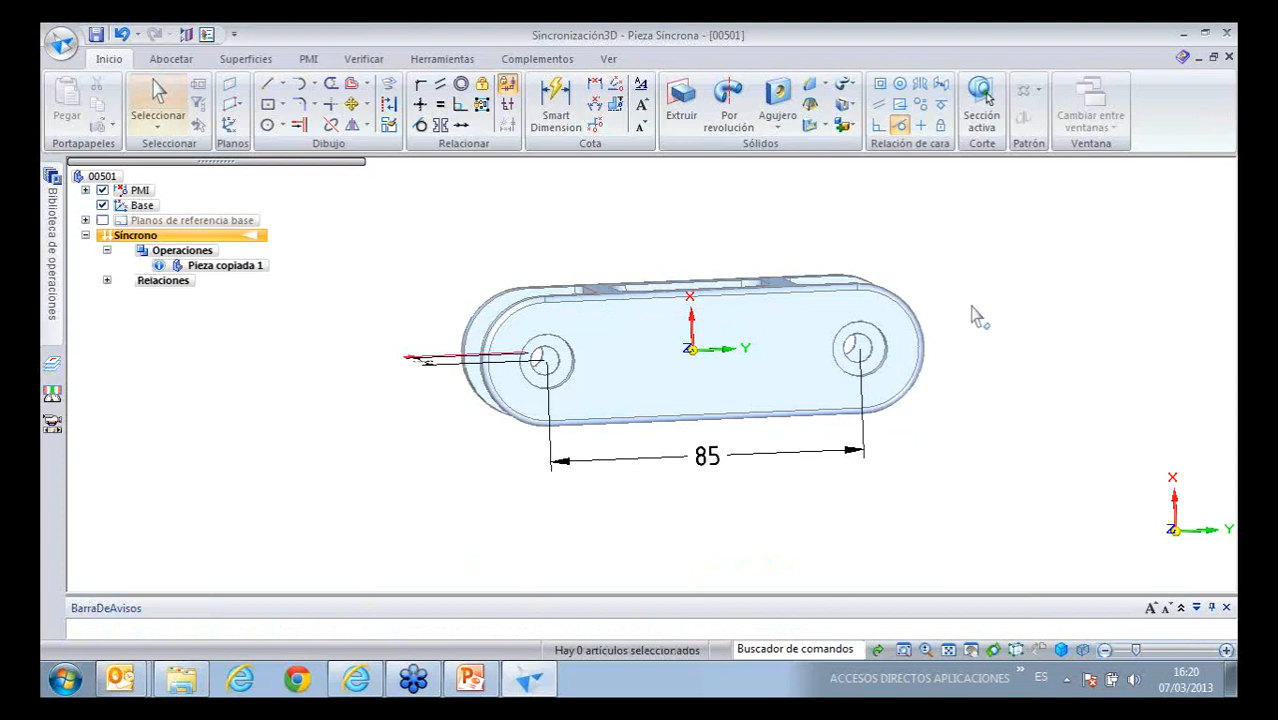 Sincronización3D - Pieza Síncrona - [00501]
Inicio Abocetar Superficies PMI Verificar Herramientas Complementos Ver
Pegar Seleccionar Smart Dimension Extruir Por revolución Agujero Sección activa Cambiar entre ventanas
Portapapeles Seleccionar Planos Dibujo Relacionar Cota Sólidos Relación de cara Corte Patrón Ventana
Biblioteca de operaciones
00501
PMI
Base
Planos de referencia base
Síncrono
Operaciones
Pieza copiada 1
Relaciones
X
Z Y
85
X
Z Y
BarraDeAvisos
Hay 0 artículos seleccionados Buscador de comandos
ACCESOS DIRECTOS APLICACIONES » ES 16:20
07/03/2013